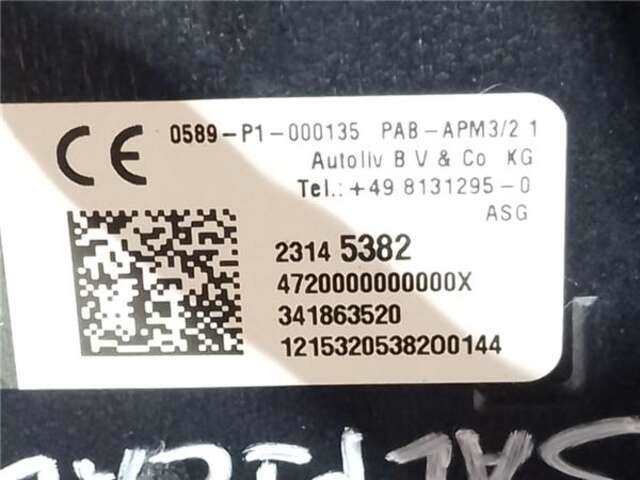 CE 0589-P1-000135 PAB-APM3/2 1
Autoliv B V & Co KG
Tel.: +49 8131295-0
ASG
2314 5382
4720000000000X
341863520
12153205382O0144